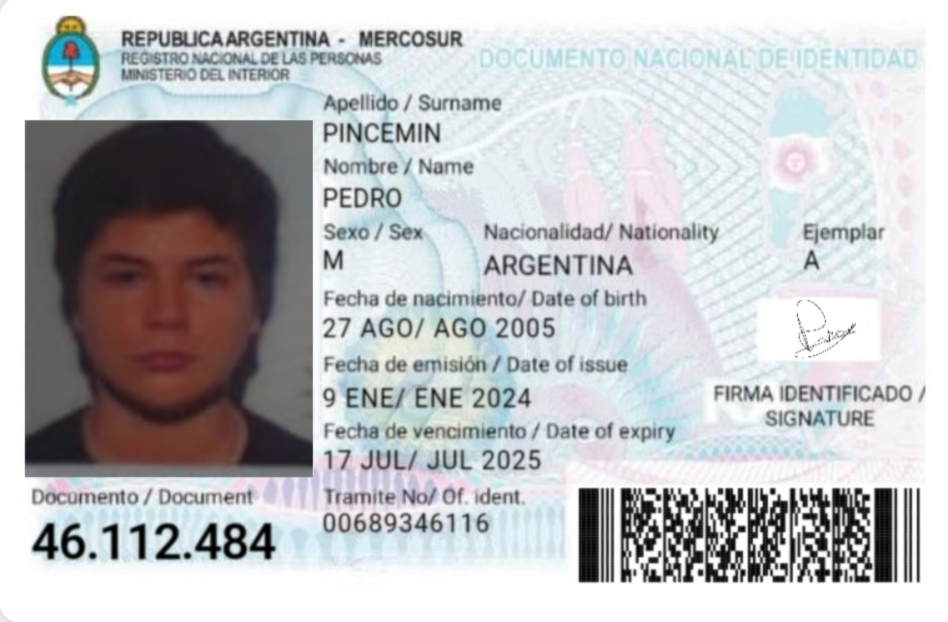 REPUBLICA ARGENTINA - MERCOSUR
REGISTRO NACIONAL DE LAS PERSONAS
MINISTERIO DEL INTERIOR
DOCUMENTO NACIONAL DE IDENTIDAD
Apellido / Surname
PINCEMIN
Nombre / Name
PEDRO
Sexo / Sex Nacionalidad/ Nationality Ejemplar
M ARGENTINA A
Fecha de nacimiento/ Date of birth
27 AGO/ AGO 2005
Fecha de emisión / Date of issue
9 ENE/ ENE 2024
FIRMA IDENTIFICADO /
SIGNATURE
Fecha de vencimiento / Date of expiry
17 JUL/ JUL 2025
Documento / Document
46.112.484
Tramite No/ Of. ident.
00689346116